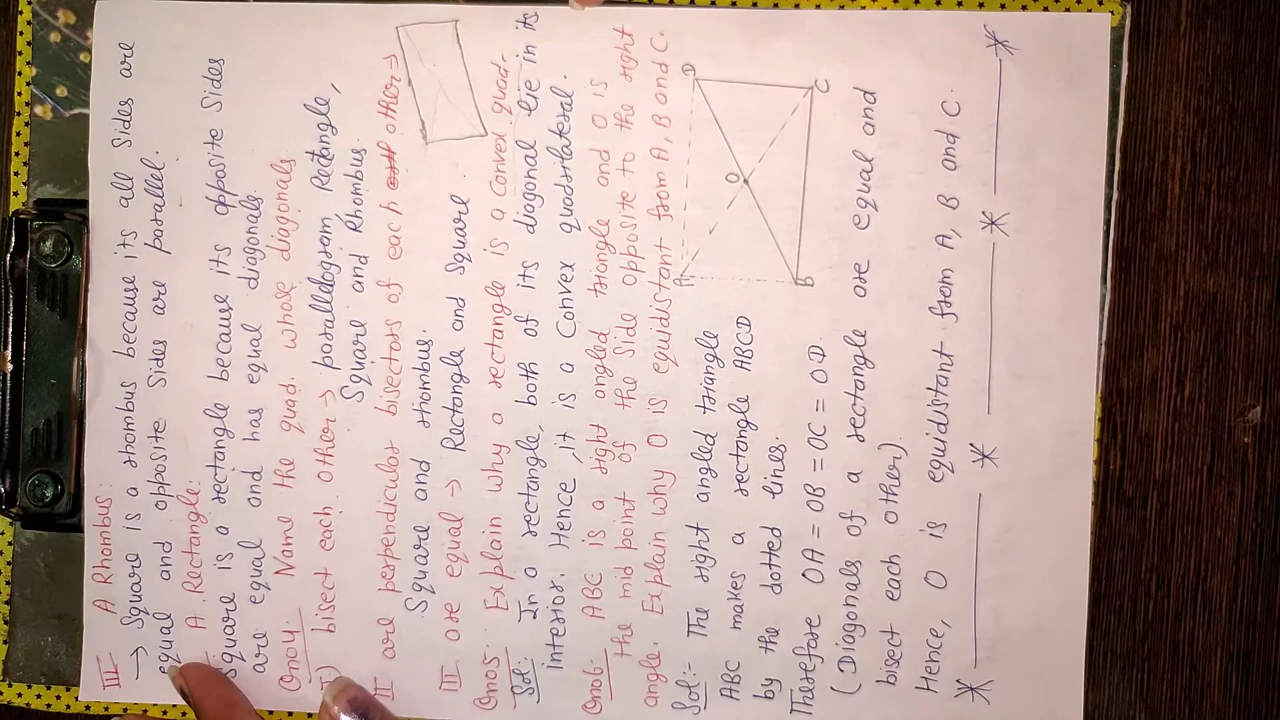 III A Rhombus:
→ Square is a rhombus because its all sides are
equal and opposite sides are parallel.
A Rectangle:
Square is a rectangle because its opposite sides
are equal and has equal diagonals.
Qno4. Name the quad. whose diagonals.
I) bisect each other → parallelogram Rectangle,
Square and Rhombus.
II are perpendicular bisectors of each other →
Square and rhombus.
III are equal → Rectangle and Square.
Qno5. Explain why a rectangle is a Convex quad.
Sol:- In a rectangle, both of its diagonal lie in its
interior. Hence, it is a Convex quadrilateral.
Qno6- ABC is a right angled triangle and O is
the mid point of the side opposite to the right
angle. Explain why O is equidistant from A, B and C.
Sol:- The right angled triangle
ABC makes a rectangle ABCD
by the dotted lines.
A
D
O
B
C
Therefore OA = OB = OC = OD.
(Diagonals of a rectangle are equal and
bisect each other).
Hence, O is equidistant from A, B and C.